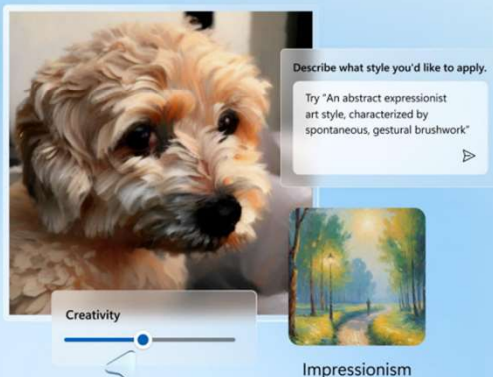 Describe what style you'd like to apply.
Try "An abstract expressionist
art style, characterized by
spontaneous, gestural brushwork"
Creativity
Impressionism